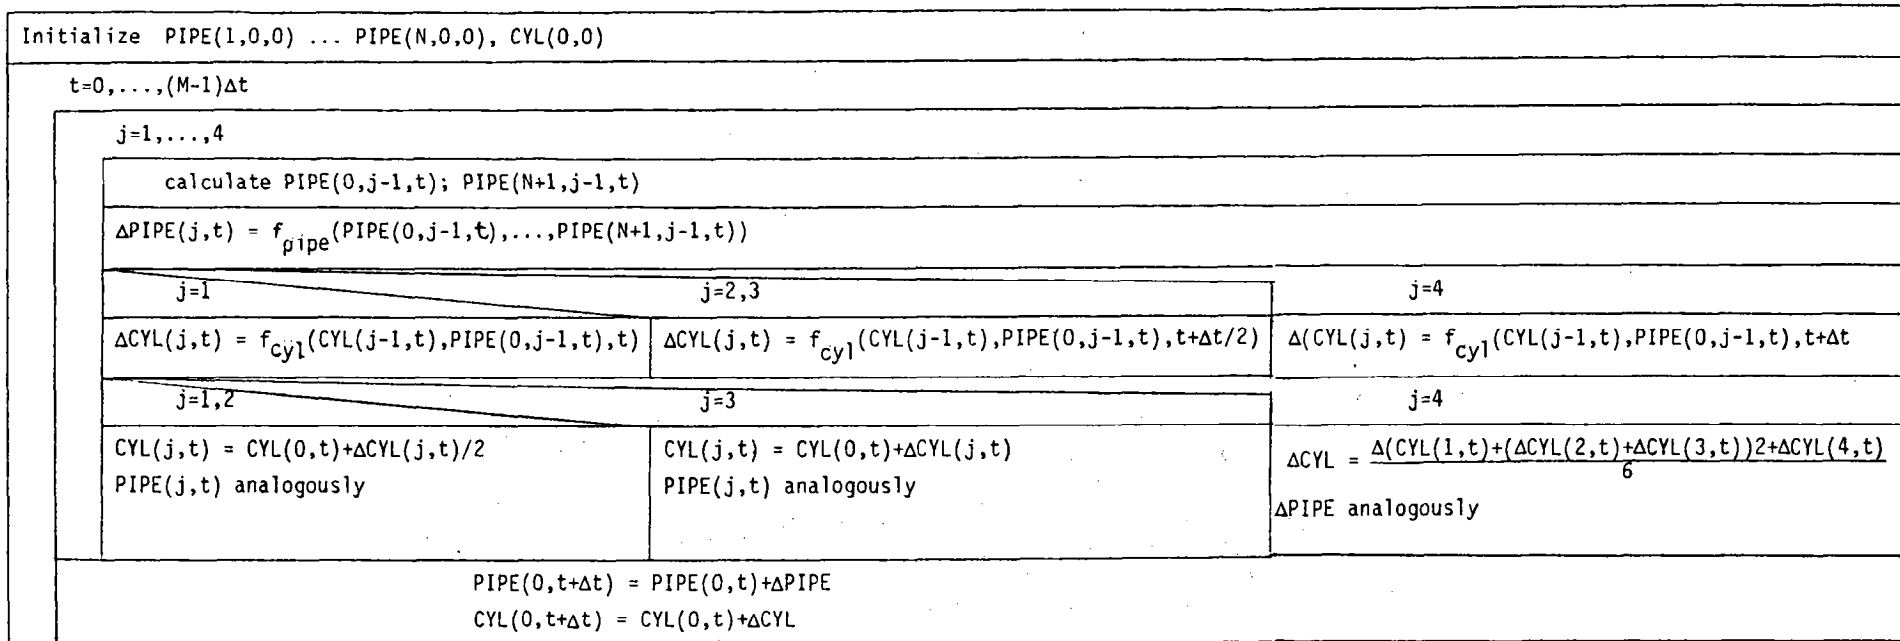 Initialize PIPE(1,0,0) ... PIPE(N,0,0), CYL(0,0)
t=0,...,(M-1)Δt
j=1,...,4
calculate PIPE(0,j-1,t); PIPE(N+1,j-1,t)
ΔPIPE(j,t) = f_pipe(PIPE(0,j-1,t),...,PIPE(N+1,j-1,t))
j=1 j=2,3 j=4
ΔCYL(j,t) = f_cyl(CYL(j-1,t),PIPE(0,j-1,t),t) ΔCYL(j,t) = f_cyl(CYL(j-1,t),PIPE(0,j-1,t),t+Δt/2) Δ(CYL(j,t) = f_cyl(CYL(j-1,t),PIPE(0,j-1,t),t+Δt
j=1,2 j=3 j=4
CYL(j,t) = CYL(0,t)+ΔCYL(j,t)/2
PIPE(j,t) analogously
CYL(j,t) = CYL(0,t)+ΔCYL(j,t)
PIPE(j,t) analogously
ΔCYL = Δ(CYL(1,t)+(ΔCYL(2,t)+ΔCYL(3,t))2+ΔCYL(4,t)
6
ΔPIPE analogously
PIPE(0,t+Δt) = PIPE(0,t)+ΔPIPE
CYL(0,t+Δt) = CYL(0,t)+ΔCYL